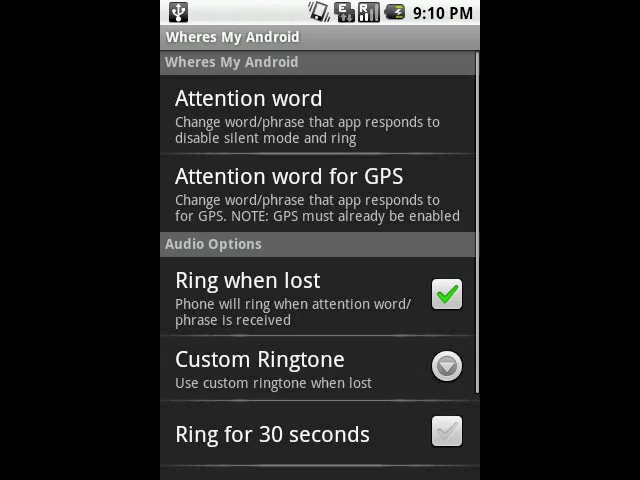 E R 9:10 PM
Wheres My Android
Wheres My Android
Attention word
Change word/phrase that app responds to
disable silent mode and ring
Attention word for GPS
Change word/phrase that app responds to
for GPS. NOTE: GPS must already be enabled
Audio Options
Ring when lost
Phone will ring when attention word/
phrase is received
Custom Ringtone
Use custom ringtone when lost
Ring for 30 seconds